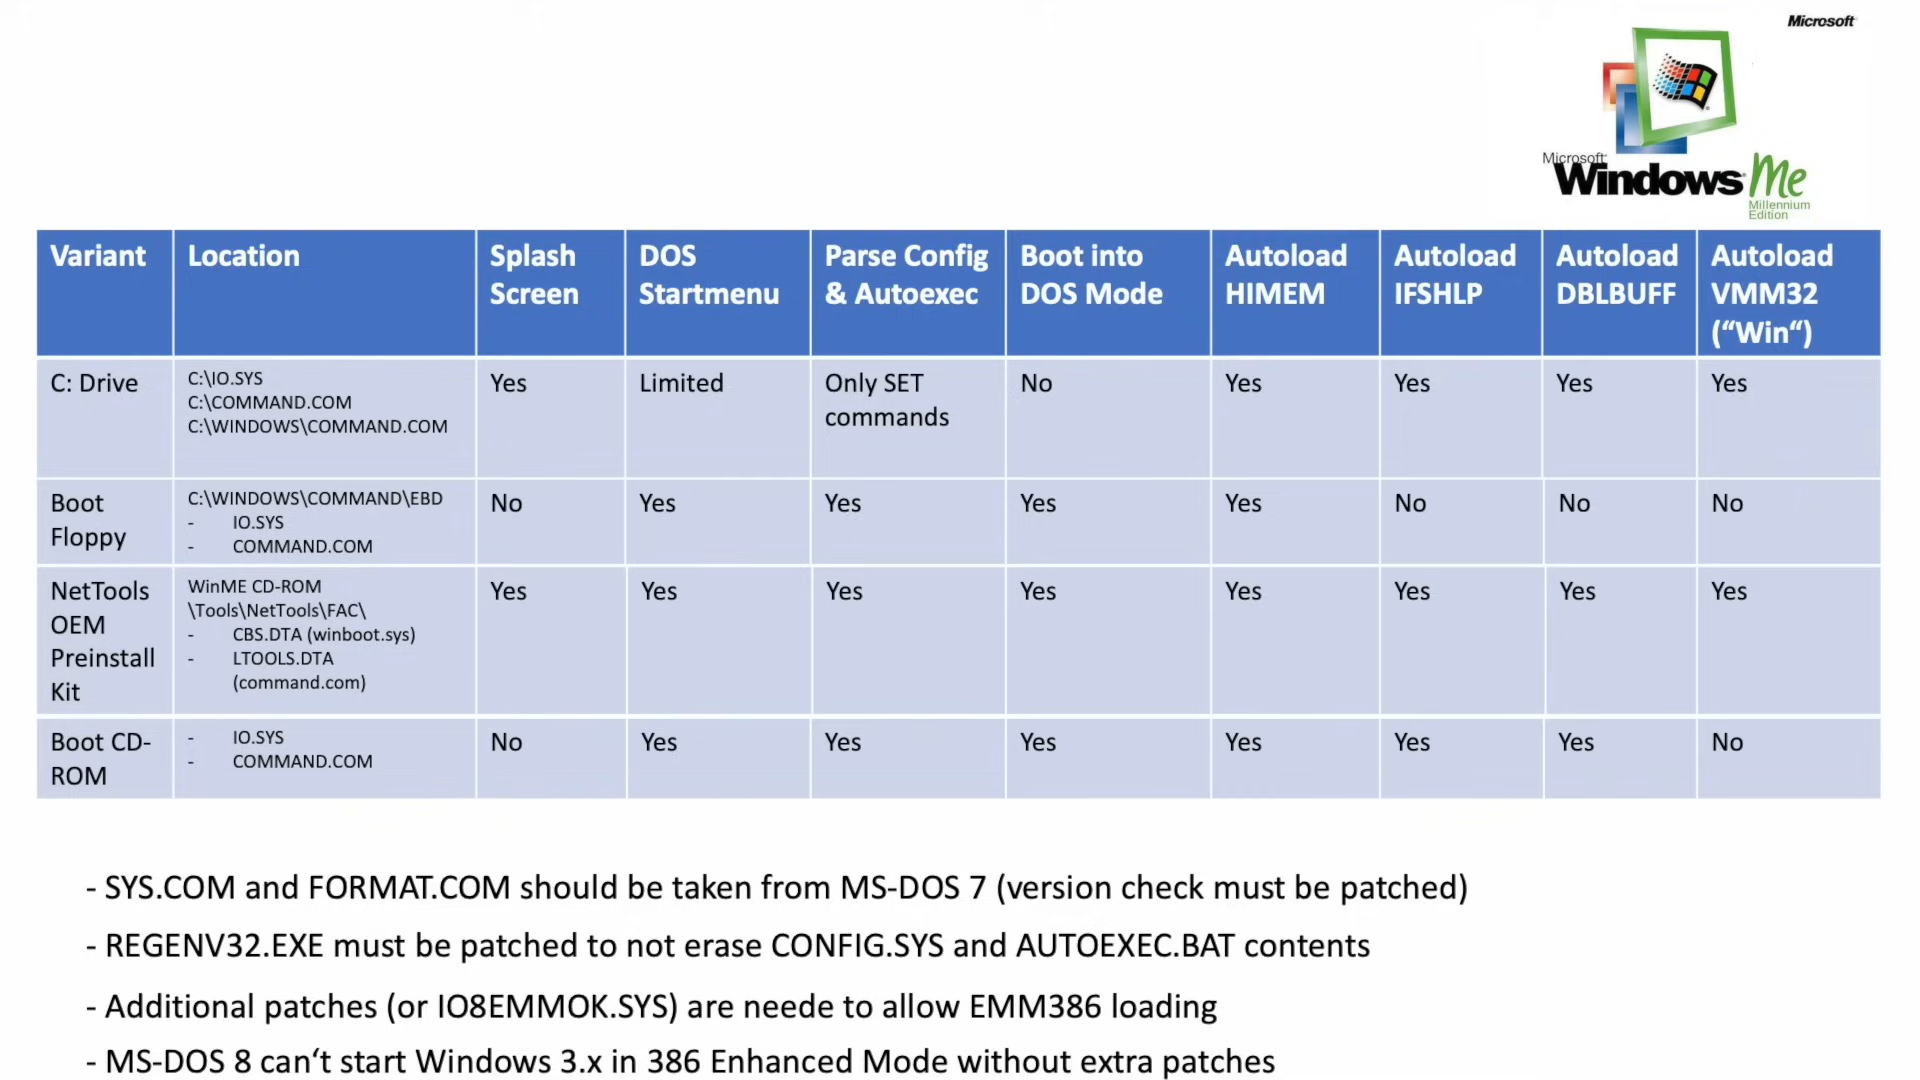 Microsoft
Microsoft
Windows Me
Millennium
Edition
Variant
Location
Splash
Screen
DOS
Startmenu
Parse Config
& Autoexec
Boot into
DOS Mode
Autoload
HIMEM
Autoload
IFSHLP
Autoload
DBLBUFF
Autoload
VMM32
(“Win“)
C: Drive
C:\IO.SYS
C:\COMMAND.COM
C:\WINDOWS\COMMAND.COM
Yes
Limited
Only SET
commands
No
Yes
Yes
Yes
Yes
Boot
Floppy
C:\WINDOWS\COMMAND\EBD
- IO.SYS
- COMMAND.COM
No
Yes
Yes
Yes
Yes
No
No
No
NetTools
OEM
Preinstall
Kit
WinME CD-ROM
\Tools\NetTools\FAC\
- CBS.DTA (winboot.sys)
- LTOOLS.DTA
(command.com)
Yes
Yes
Yes
Yes
Yes
Yes
Yes
Yes
Boot CD-
ROM
- IO.SYS
- COMMAND.COM
No
Yes
Yes
Yes
Yes
Yes
Yes
No
- SYS.COM and FORMAT.COM should be taken from MS-DOS 7 (version check must be patched)
- REGENV32.EXE must be patched to not erase CONFIG.SYS and AUTOEXEC.BAT contents
- Additional patches (or IO8EMMOK.SYS) are neede to allow EMM386 loading
- MS-DOS 8 can‘t start Windows 3.x in 386 Enhanced Mode without extra patches